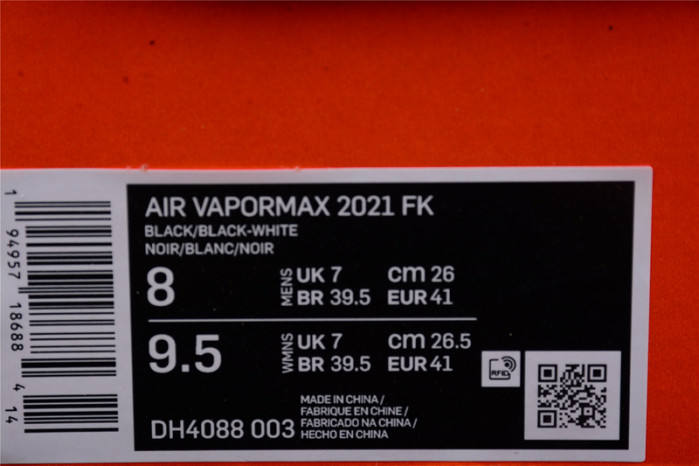 AIR VAPORMAX 2021 FK
BLACK/BLACK-WHITE
NOIR/BLANC/NOIR
8 MENS UK 7 cm 26
BR 39.5 EUR 41
9.5 WMNS UK 7 cm 26.5
BR 39.5 EUR 41
RFID
DH4088 003
MADE IN CHINA /
FABRIQUE EN CHINE /
FABRICADO NA CHINA /
HECHO EN CHINA
1 94957 18688 4 14